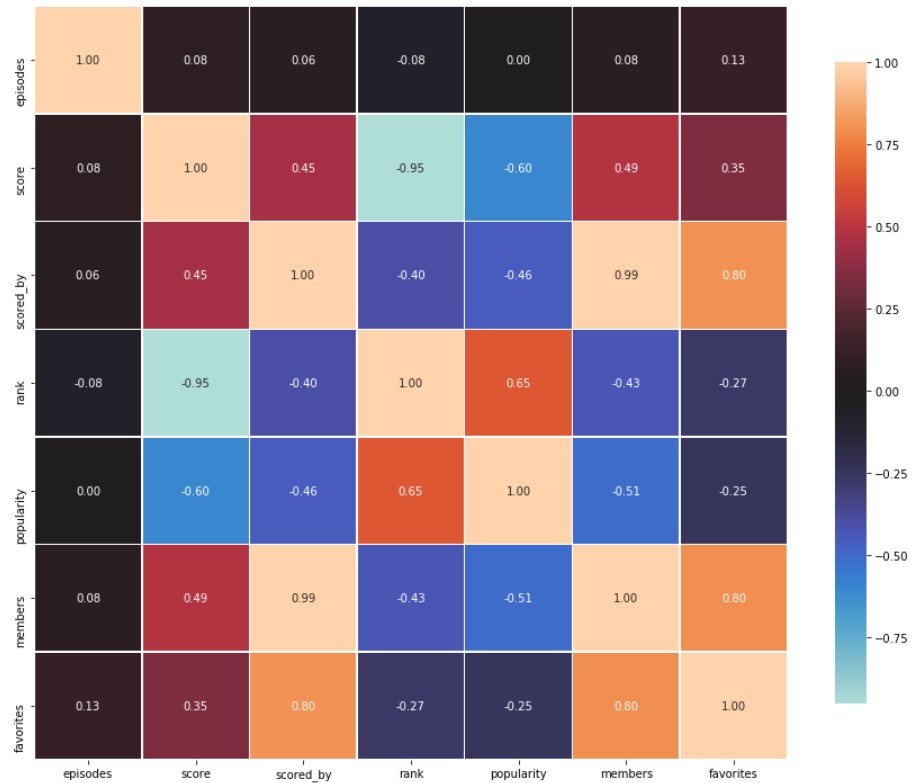 episodes 1.00 0.08 0.06 -0.08 0.00 0.08 0.13
score 0.08 1.00 0.45 -0.95 -0.60 0.49 0.35
scored_by 0.06 0.45 1.00 -0.40 -0.46 0.99 0.80
rank -0.08 -0.95 -0.40 1.00 0.65 -0.43 -0.27
popularity 0.00 -0.60 -0.46 0.65 1.00 -0.51 -0.25
members 0.08 0.49 0.99 -0.43 -0.51 1.00 0.80
favorites 0.13 0.35 0.80 -0.27 -0.25 0.80 1.00
episodes score scored_by rank popularity members favorites
1.00
0.75
0.50
0.25
0.00
−0.25
−0.50
−0.75